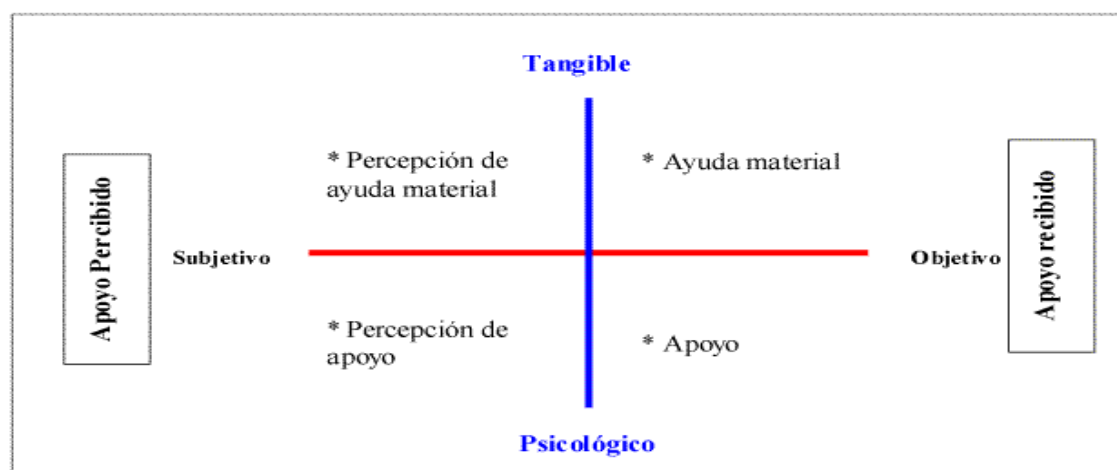 Tangible
* Percepción de
ayuda material
* Ayuda material
Apoyo Percibido
Subjetivo
Objetivo
Apoyo recibido
* Percepción de
apoyo
* Apoyo
Psicológico